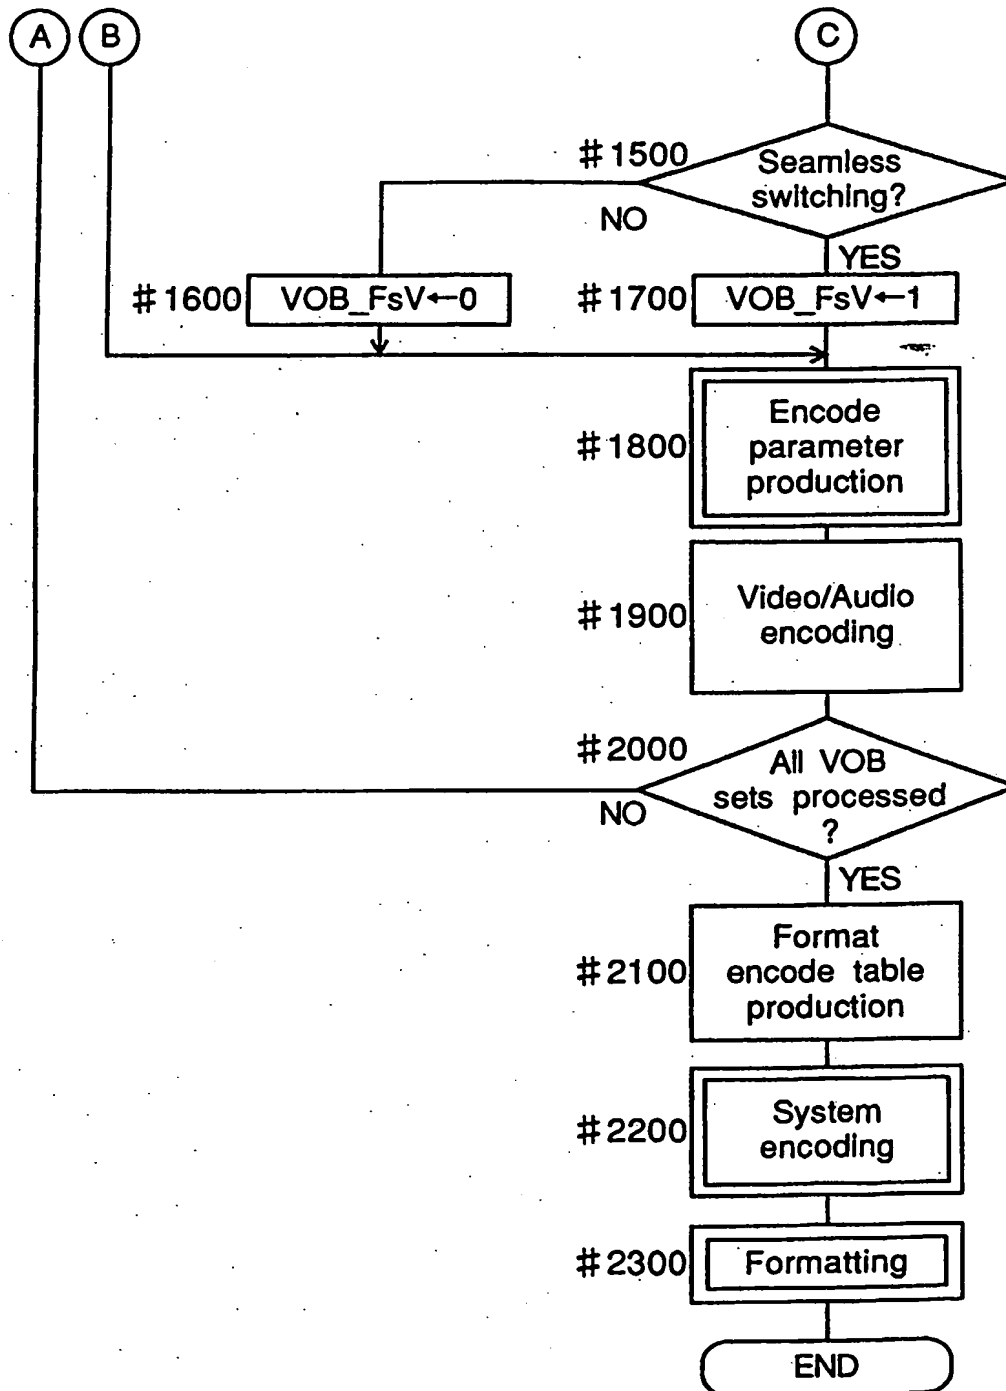 A B C
#1500
Seamless
switching?
NO
YES
#1600 VOB_FsV←0
#1700 VOB_FsV←1
#1800
Encode
parameter
production
#1900
Video/Audio
encoding
#2000
All VOB
sets processed
?
NO
YES
#2100
Format
encode table
production
#2200
System
encoding
#2300 Formatting
END